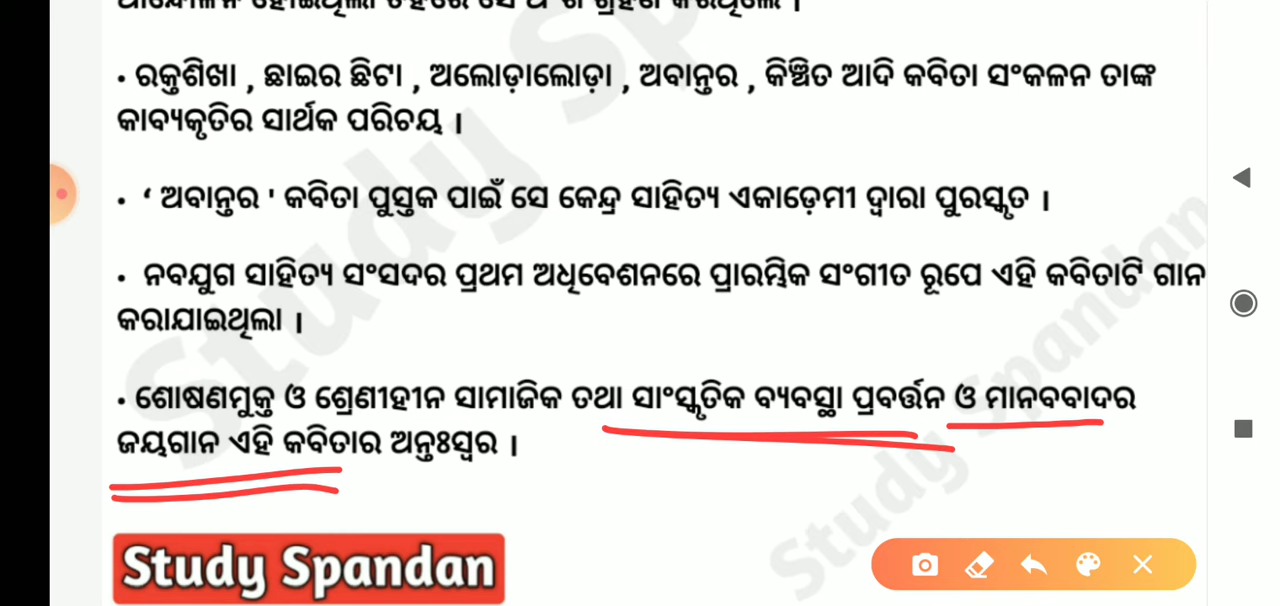 • ରକ୍ତଶିଖା , ଛାଇର ଛିଟା , ଅଲୋଡ଼ାଲୋଡ଼ା , ଅବାନ୍ତର , କିଞ୍ଚିତ ଆଦି କବିତା ସଂକଳନ ତାଙ୍କ
କାବ୍ୟକୃତିର ସାର୍ଥକ ପରିଚୟ ।
• ‘ ଅବାନ୍ତର ' କବିତା ପୁସ୍ତକ ପାଇଁ ସେ କେନ୍ଦ୍ର ସାହିତ୍ୟ ଏକାଡ଼େମୀ ଦ୍ୱାରା ପୁରସ୍କୃତ ।
• ନବଯୁଗ ସାହିତ୍ୟ ସଂସଦର ପ୍ରଥମ ଅଧିବେଶନରେ ପ୍ରାରମ୍ଭିକ ସଂଗୀତ ରୂପେ ଏହି କବିତାଟି ଗାନ
କରାଯାଇଥିଲା ।
• ଶୋଷଣମୁକ୍ତ ଓ ଶ୍ରେଣୀହୀନ ସାମାଜିକ ତଥା ସାଂସ୍କୃତିକ ବ୍ୟବସ୍ଥା ପ୍ରବର୍ତ୍ତନ ଓ ମାନବବାଦର
ଜୟଗାନ ଏହି କବିତାର ଅନ୍ତଃସ୍ୱର ।
Study Spandan